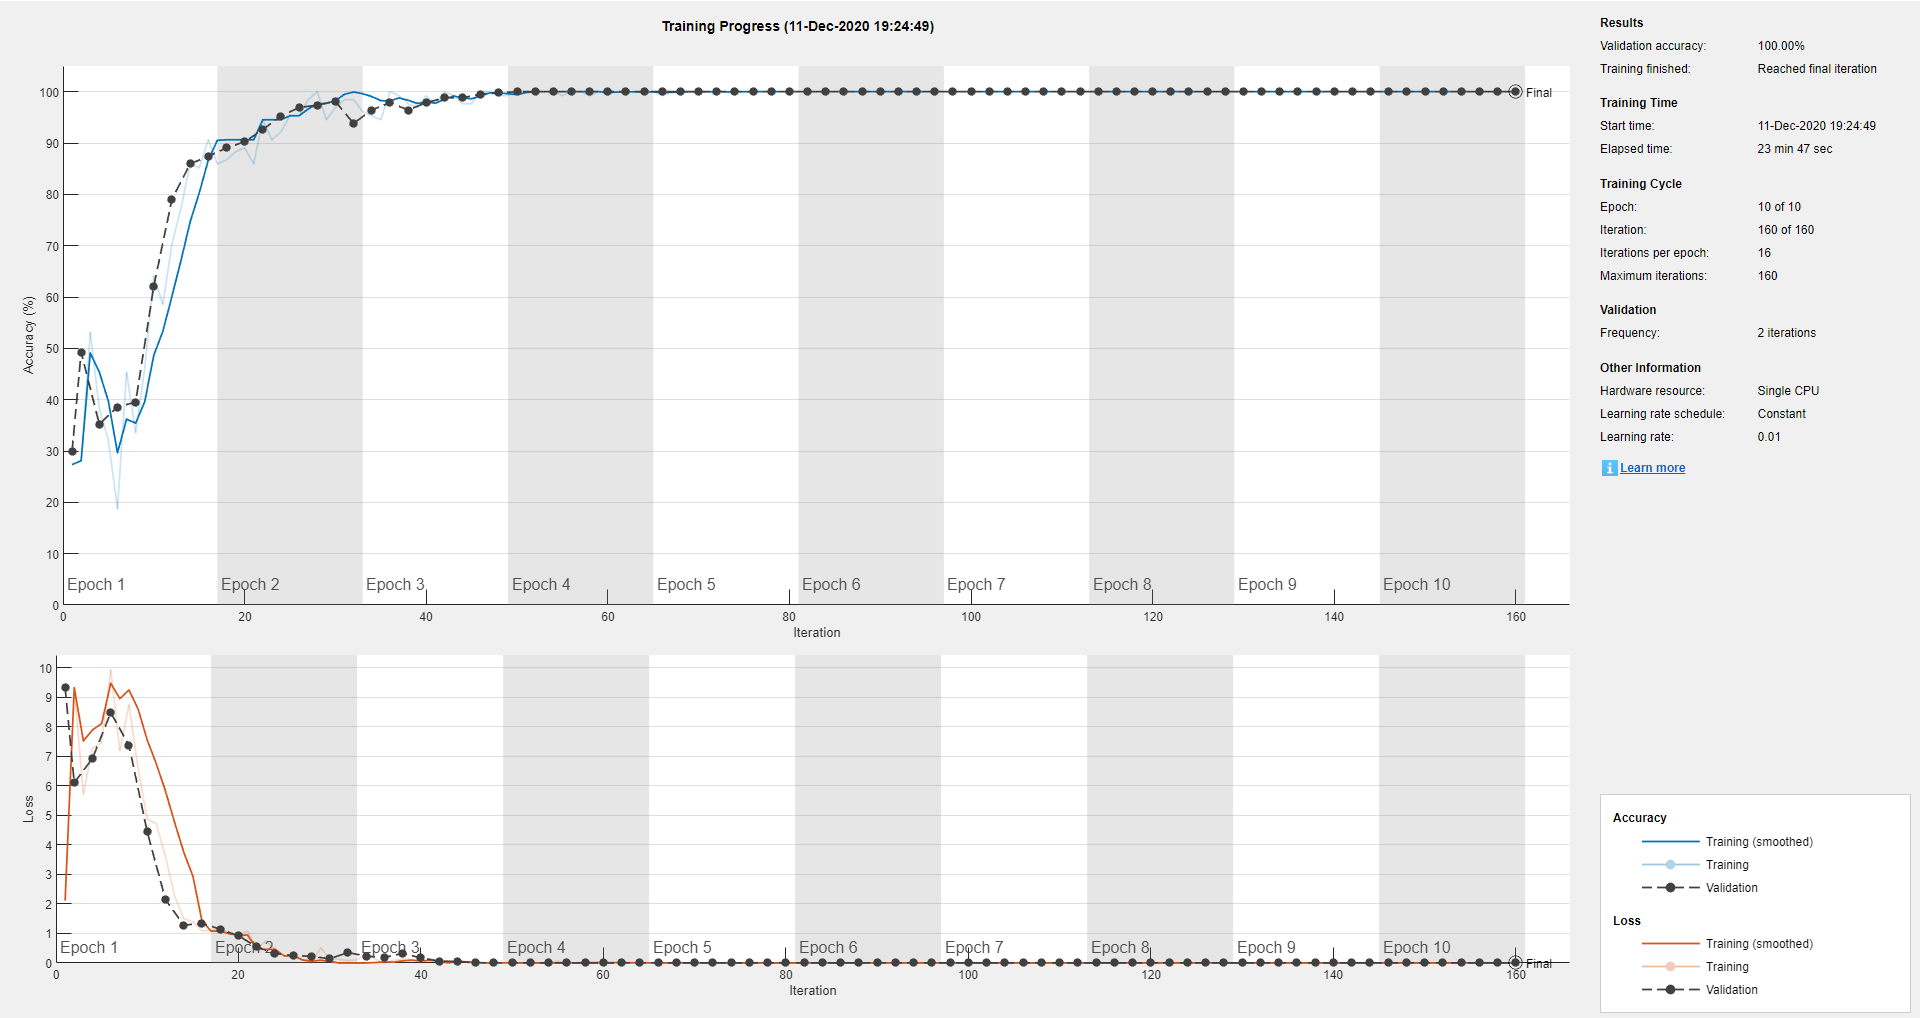 Training Progress (11-Dec-2020 19:24:49)
100
90
80
70
60
50
40
30
20
10
0
Accuracy (%)
Final
Epoch 1 Epoch 2 Epoch 3 Epoch 4 Epoch 5 Epoch 6 Epoch 7 Epoch 8 Epoch 9 Epoch 10
0 20 40 60 80 100 120 140 160
Iteration
10
9
8
7
6
5
4
3
2
1
0
Loss
Epoch 1 Epoch 2 Epoch 3 Epoch 4 Epoch 5 Epoch 6 Epoch 7 Epoch 8 Epoch 9 Epoch 10
Final
0 20 40 60 80 100 120 140 160
Iteration
Results
Validation accuracy: 100.00%
Training finished: Reached final iteration
Training Time
Start time: 11-Dec-2020 19:24:49
Elapsed time: 23 min 47 sec
Training Cycle
Epoch: 10 of 10
Iteration: 160 of 160
Iterations per epoch: 16
Maximum iterations: 160
Validation
Frequency: 2 iterations
Other Information
Hardware resource: Single CPU
Learning rate schedule: Constant
Learning rate: 0.01
i Learn more
Accuracy
Training (smoothed)
Training
Validation
Loss
Training (smoothed)
Training
Validation